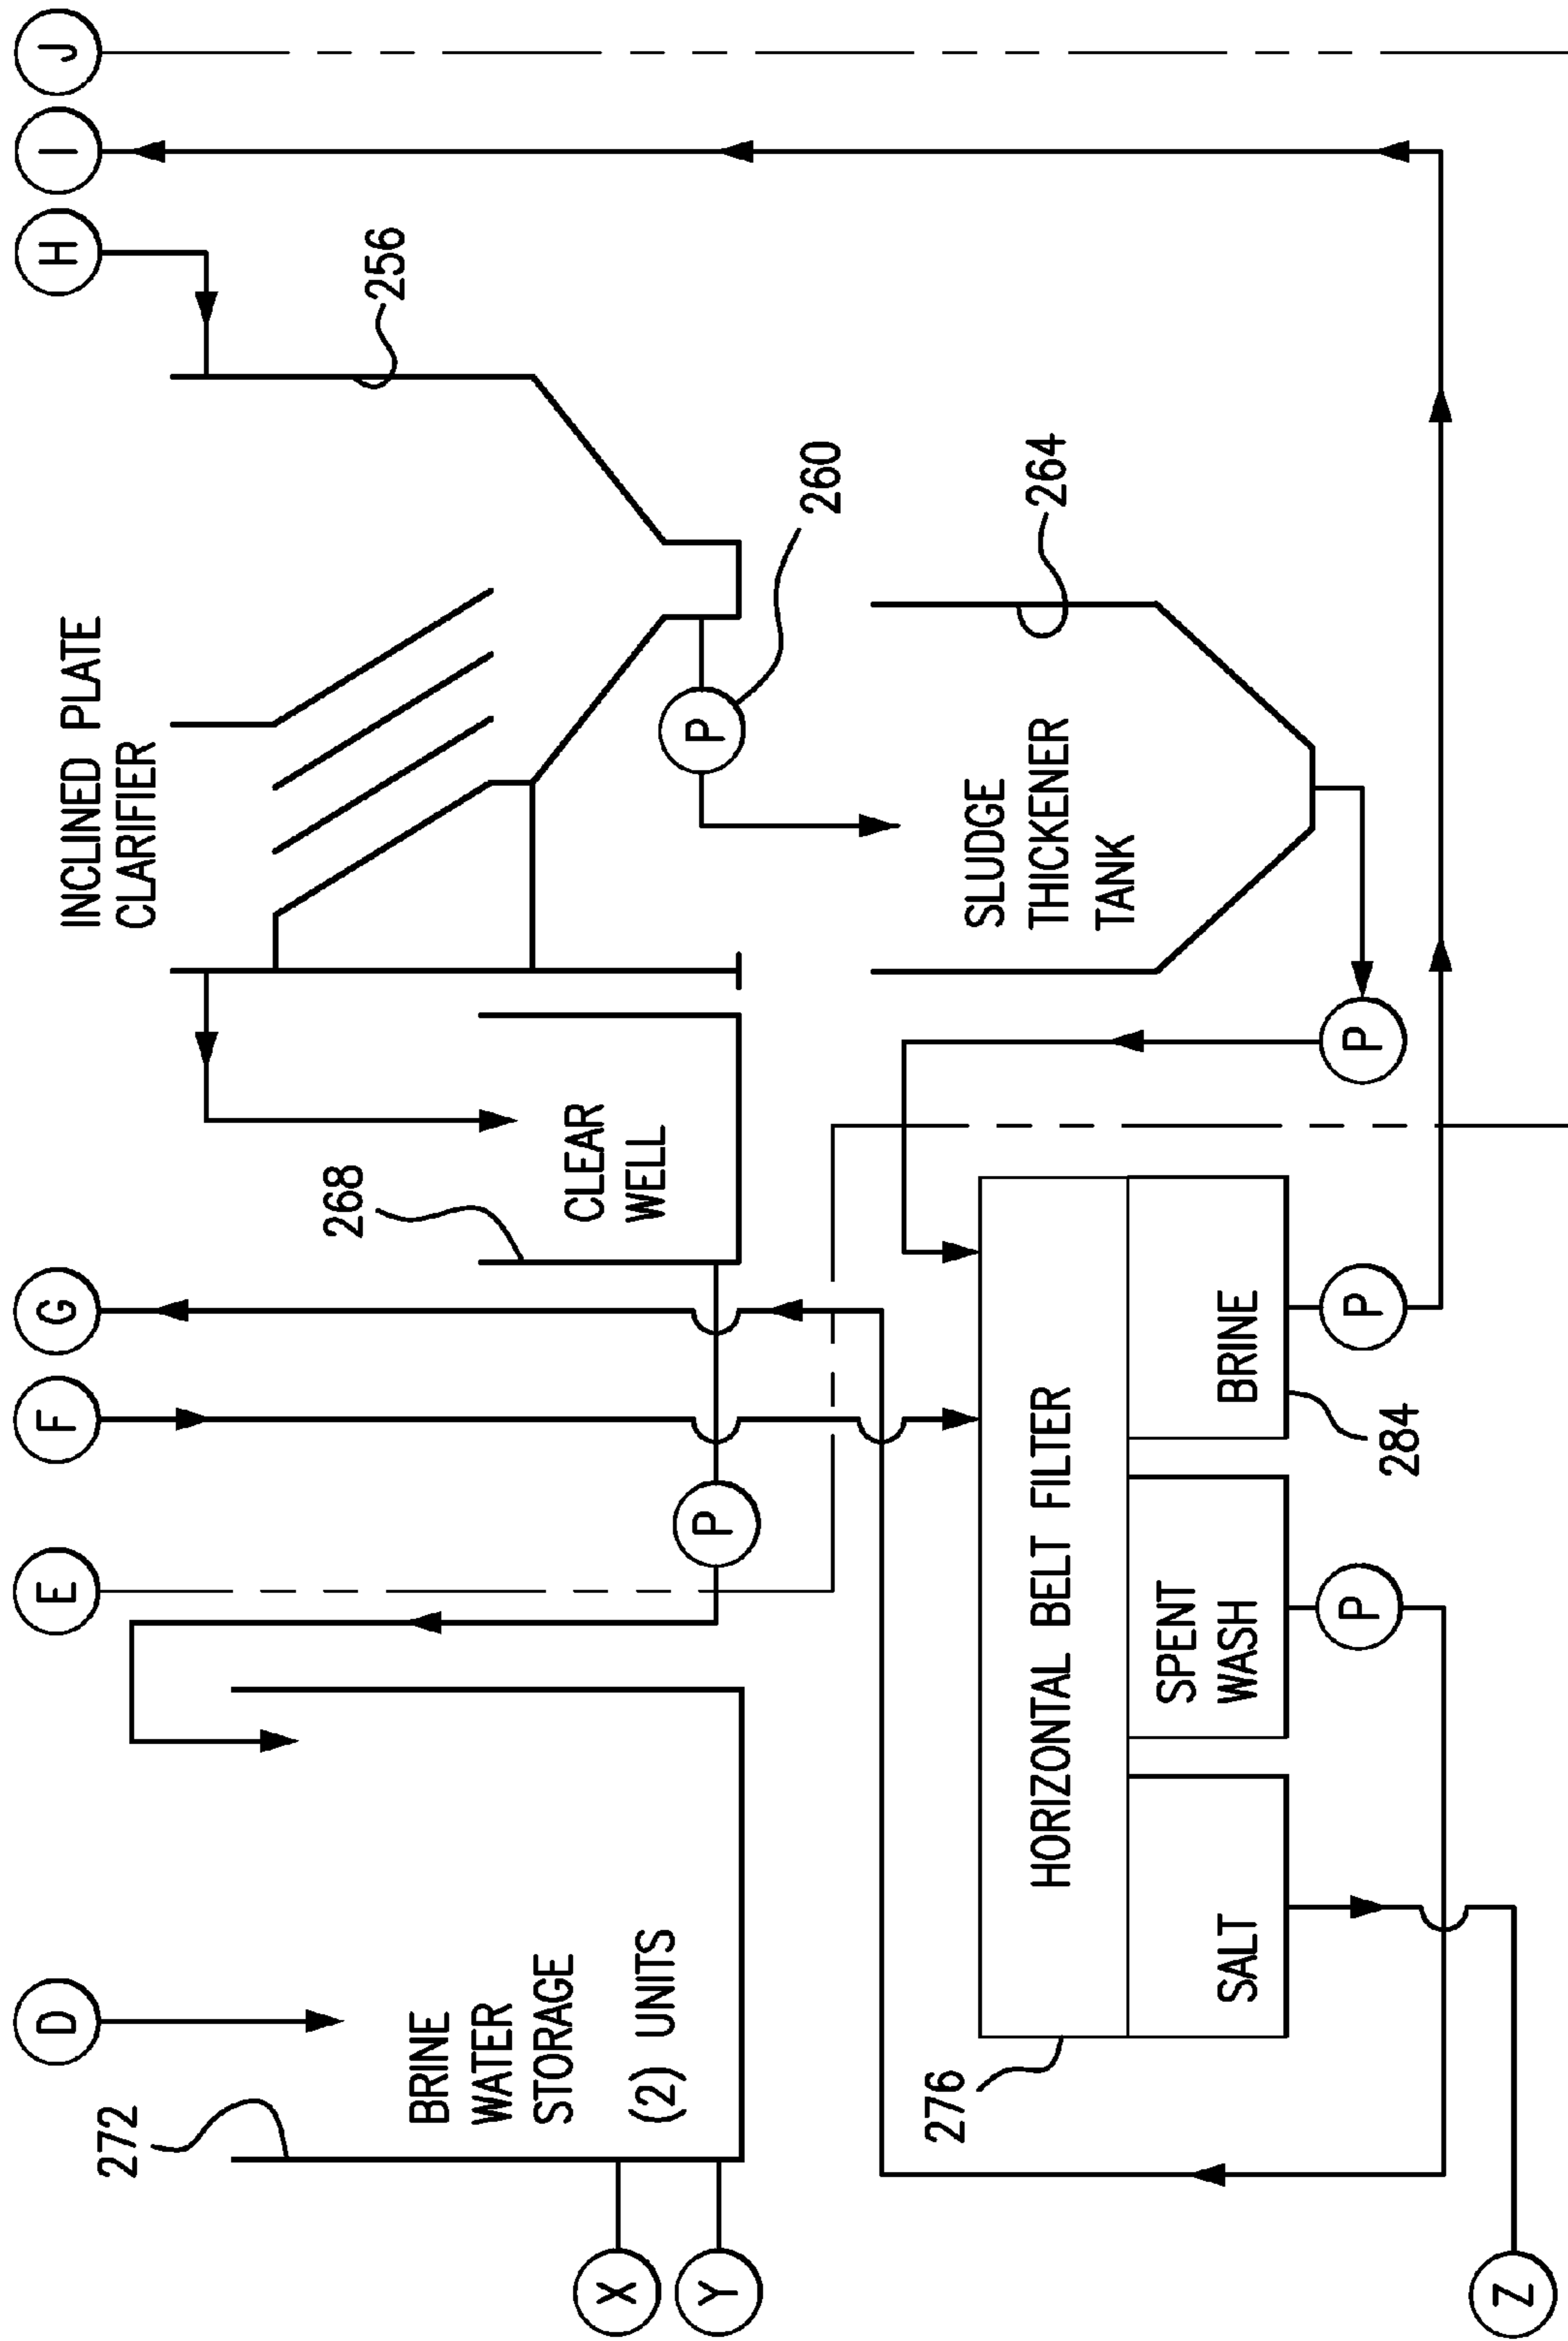 D
E
F
G
H
I
J
272
BRINE
WATER
STORAGE
(2) UNITS
X
Y
P
268
CLEAR
WELL
INCLINED PLATE
CLARIFIER
256
P
260
SLUDGE
THICKENER
TANK
264
P
276
HORIZONTAL BELT FILTER
SALT
SPENT
WASH
BRINE
284
P
P
Z